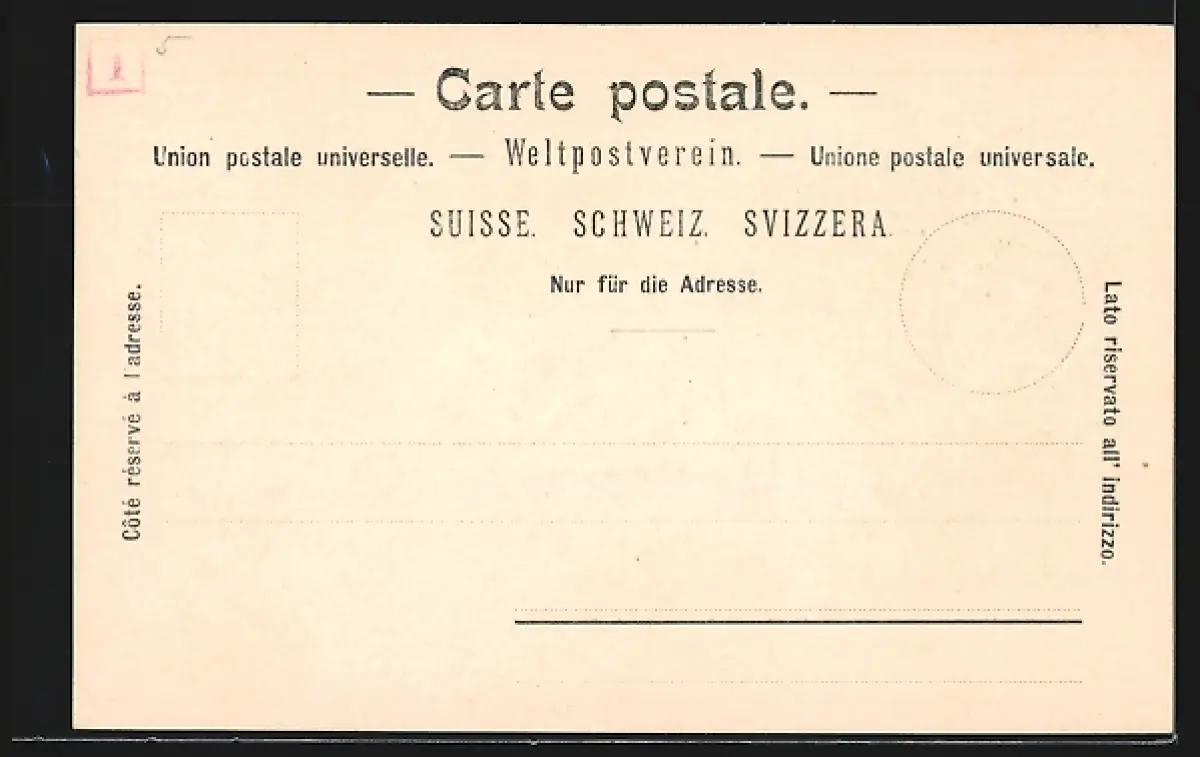 5
— Carte postale. —
Union postale universelle. — Weltpostverein. — Unione postale universale.
SUISSE. SCHWEIZ. SVIZZERA.
Nur für die Adresse.
Côté réservé à l'adresse.
Lato riservato all' indirizzo.